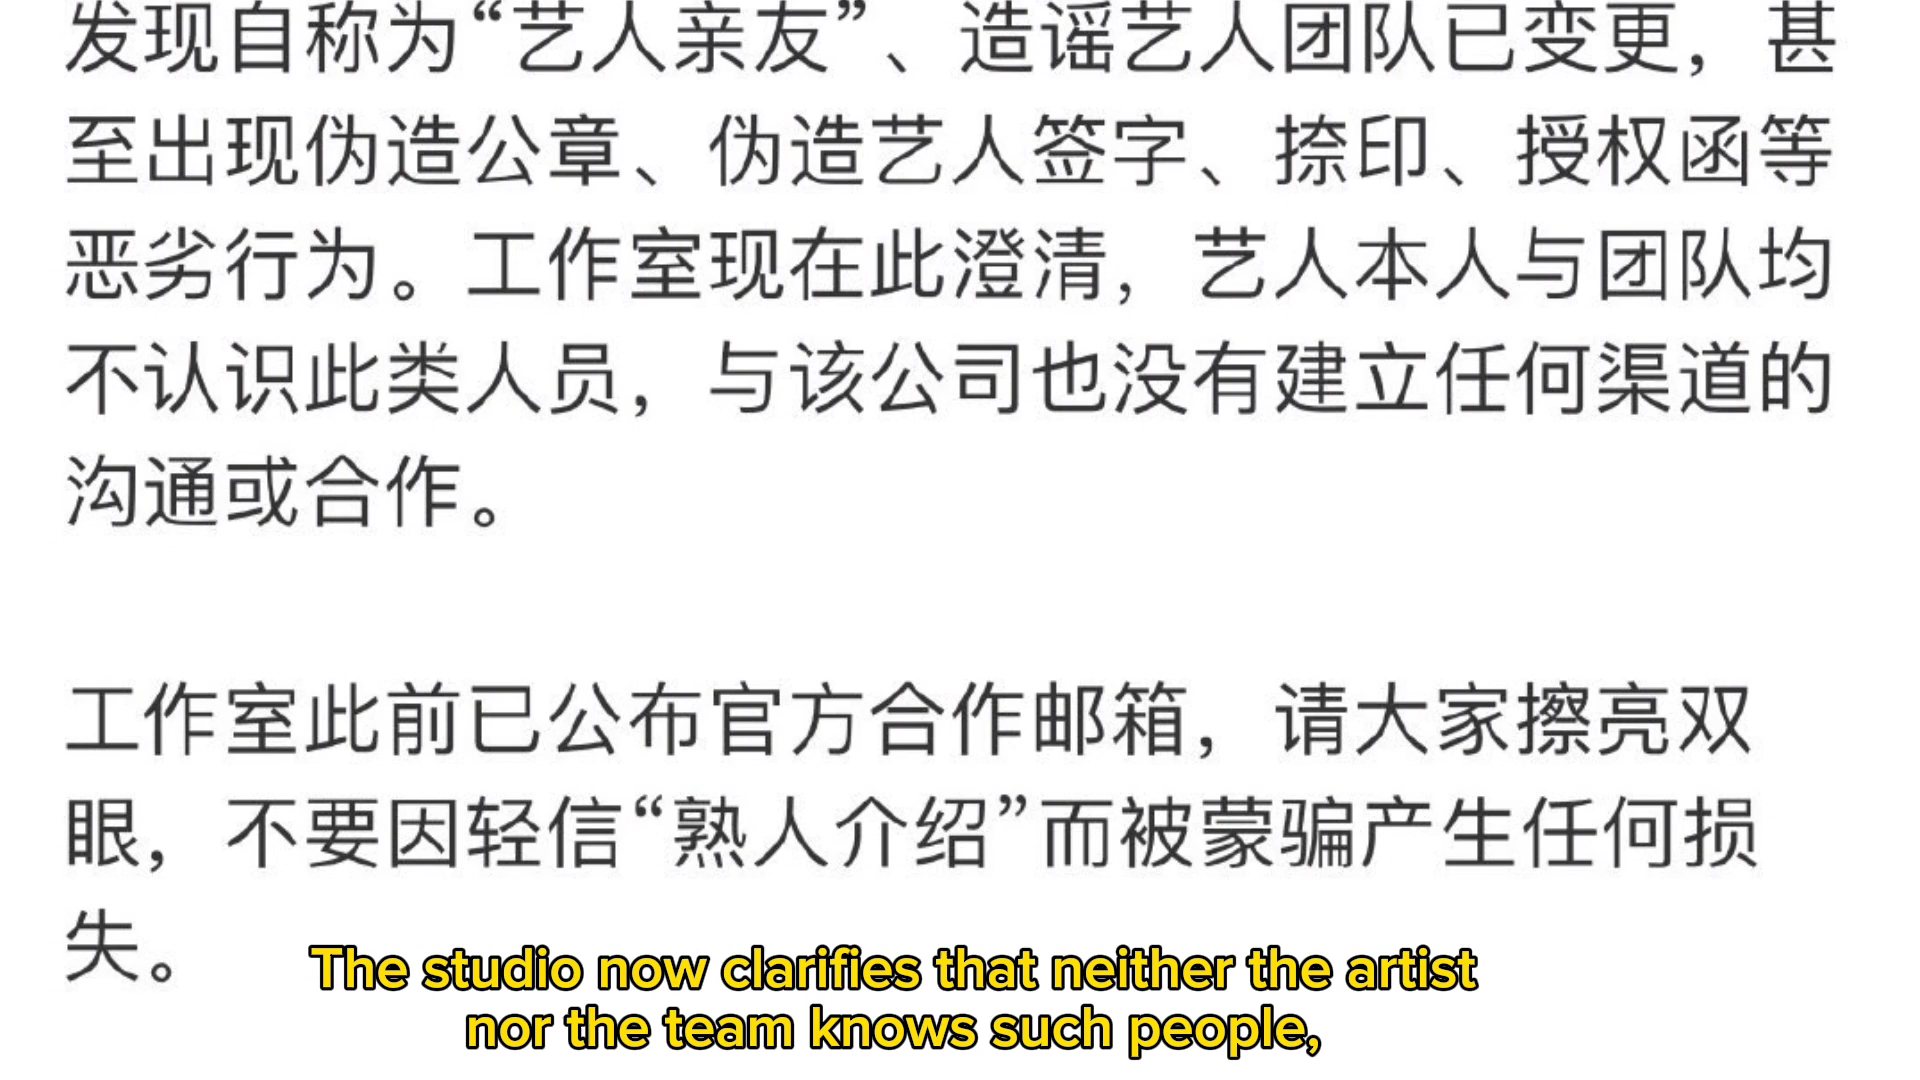 发现自称为“艺人亲友”、造谣艺人团队已变更，甚
至出现伪造公章、伪造艺人签字、捺印、授权函等
恶劣行为。工作室现在此澄清，艺人本人与团队均
不认识此类人员，与该公司也没有建立任何渠道的
沟通或合作。
工作室此前已公布官方合作邮箱，请大家擦亮双
眼，不要因轻信“熟人介绍”而被蒙骗产生任何损
失。
The studio now clarifies that neither the artist
nor the team knows such people,